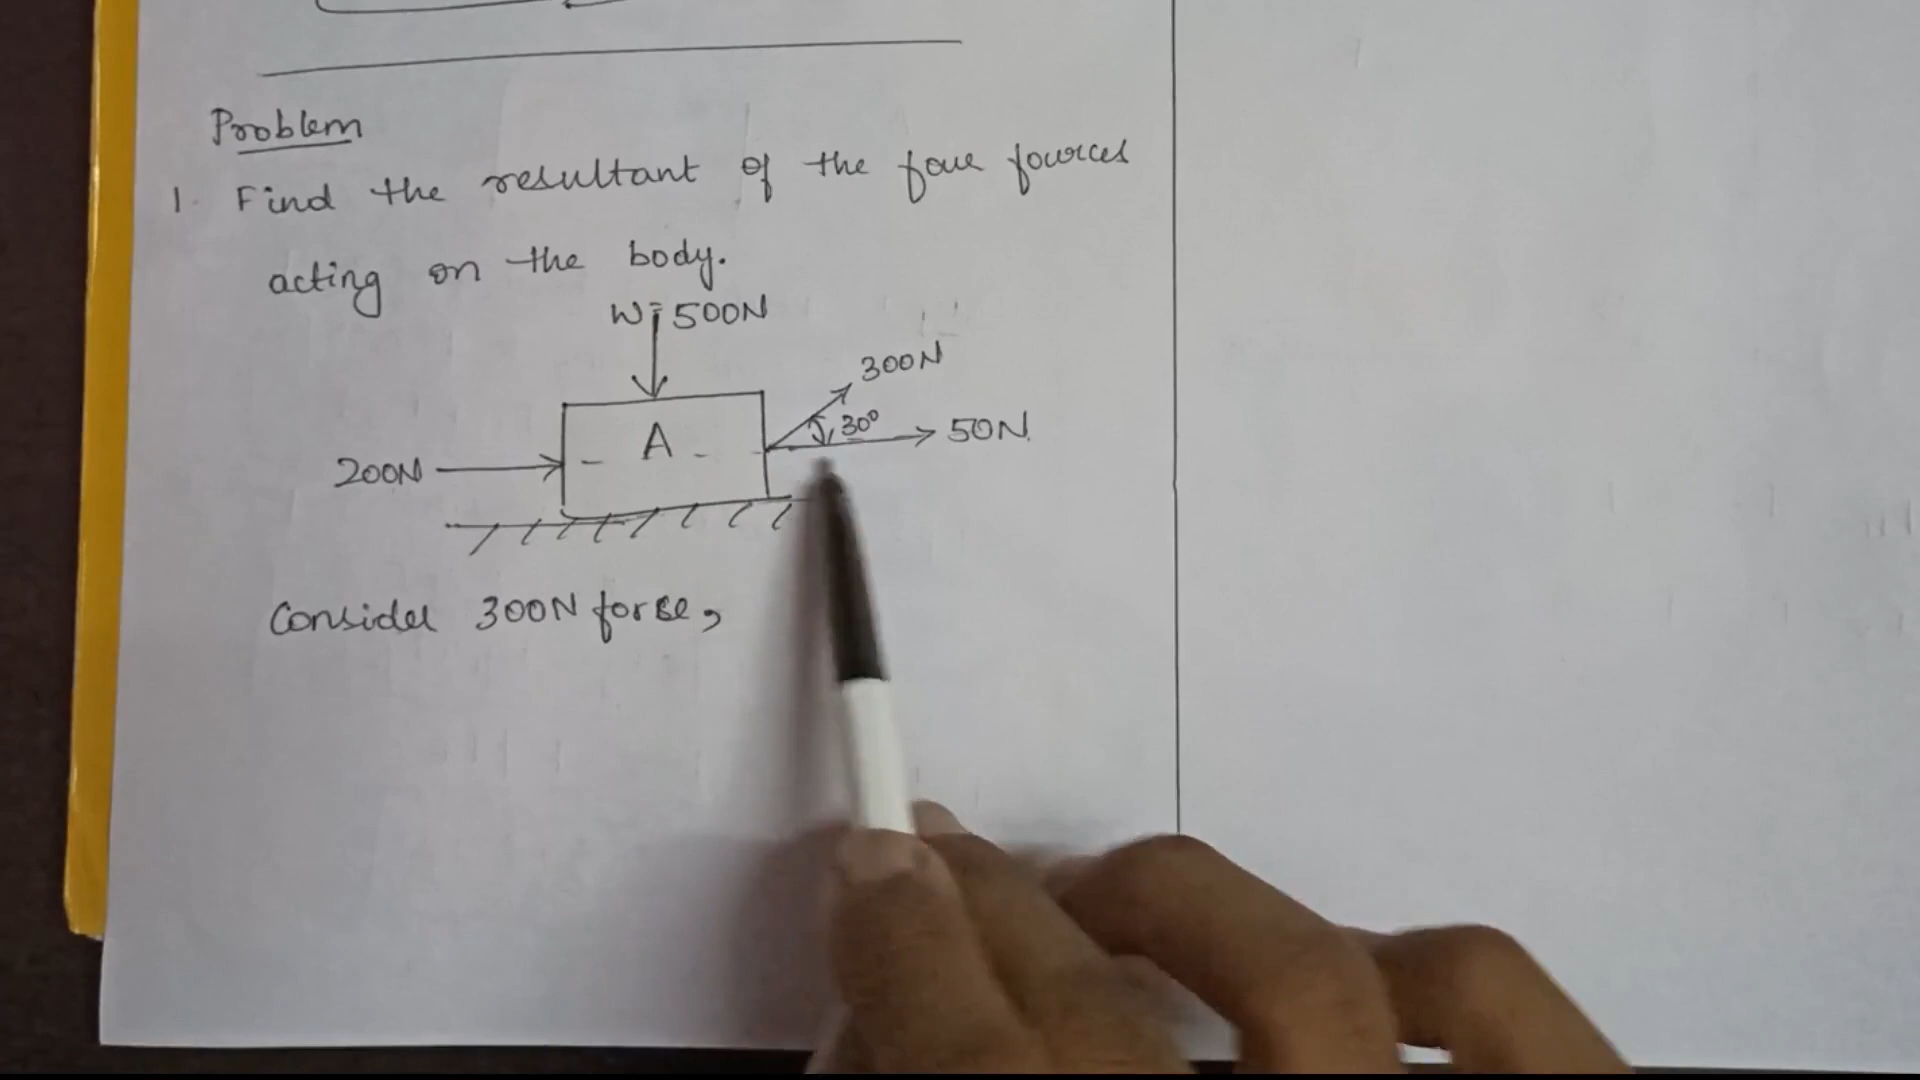 Problem
1. Find the resultant of the four fources
acting on the body.
W=500N
300N
30°
50N
A
200N
Consider 300N force,